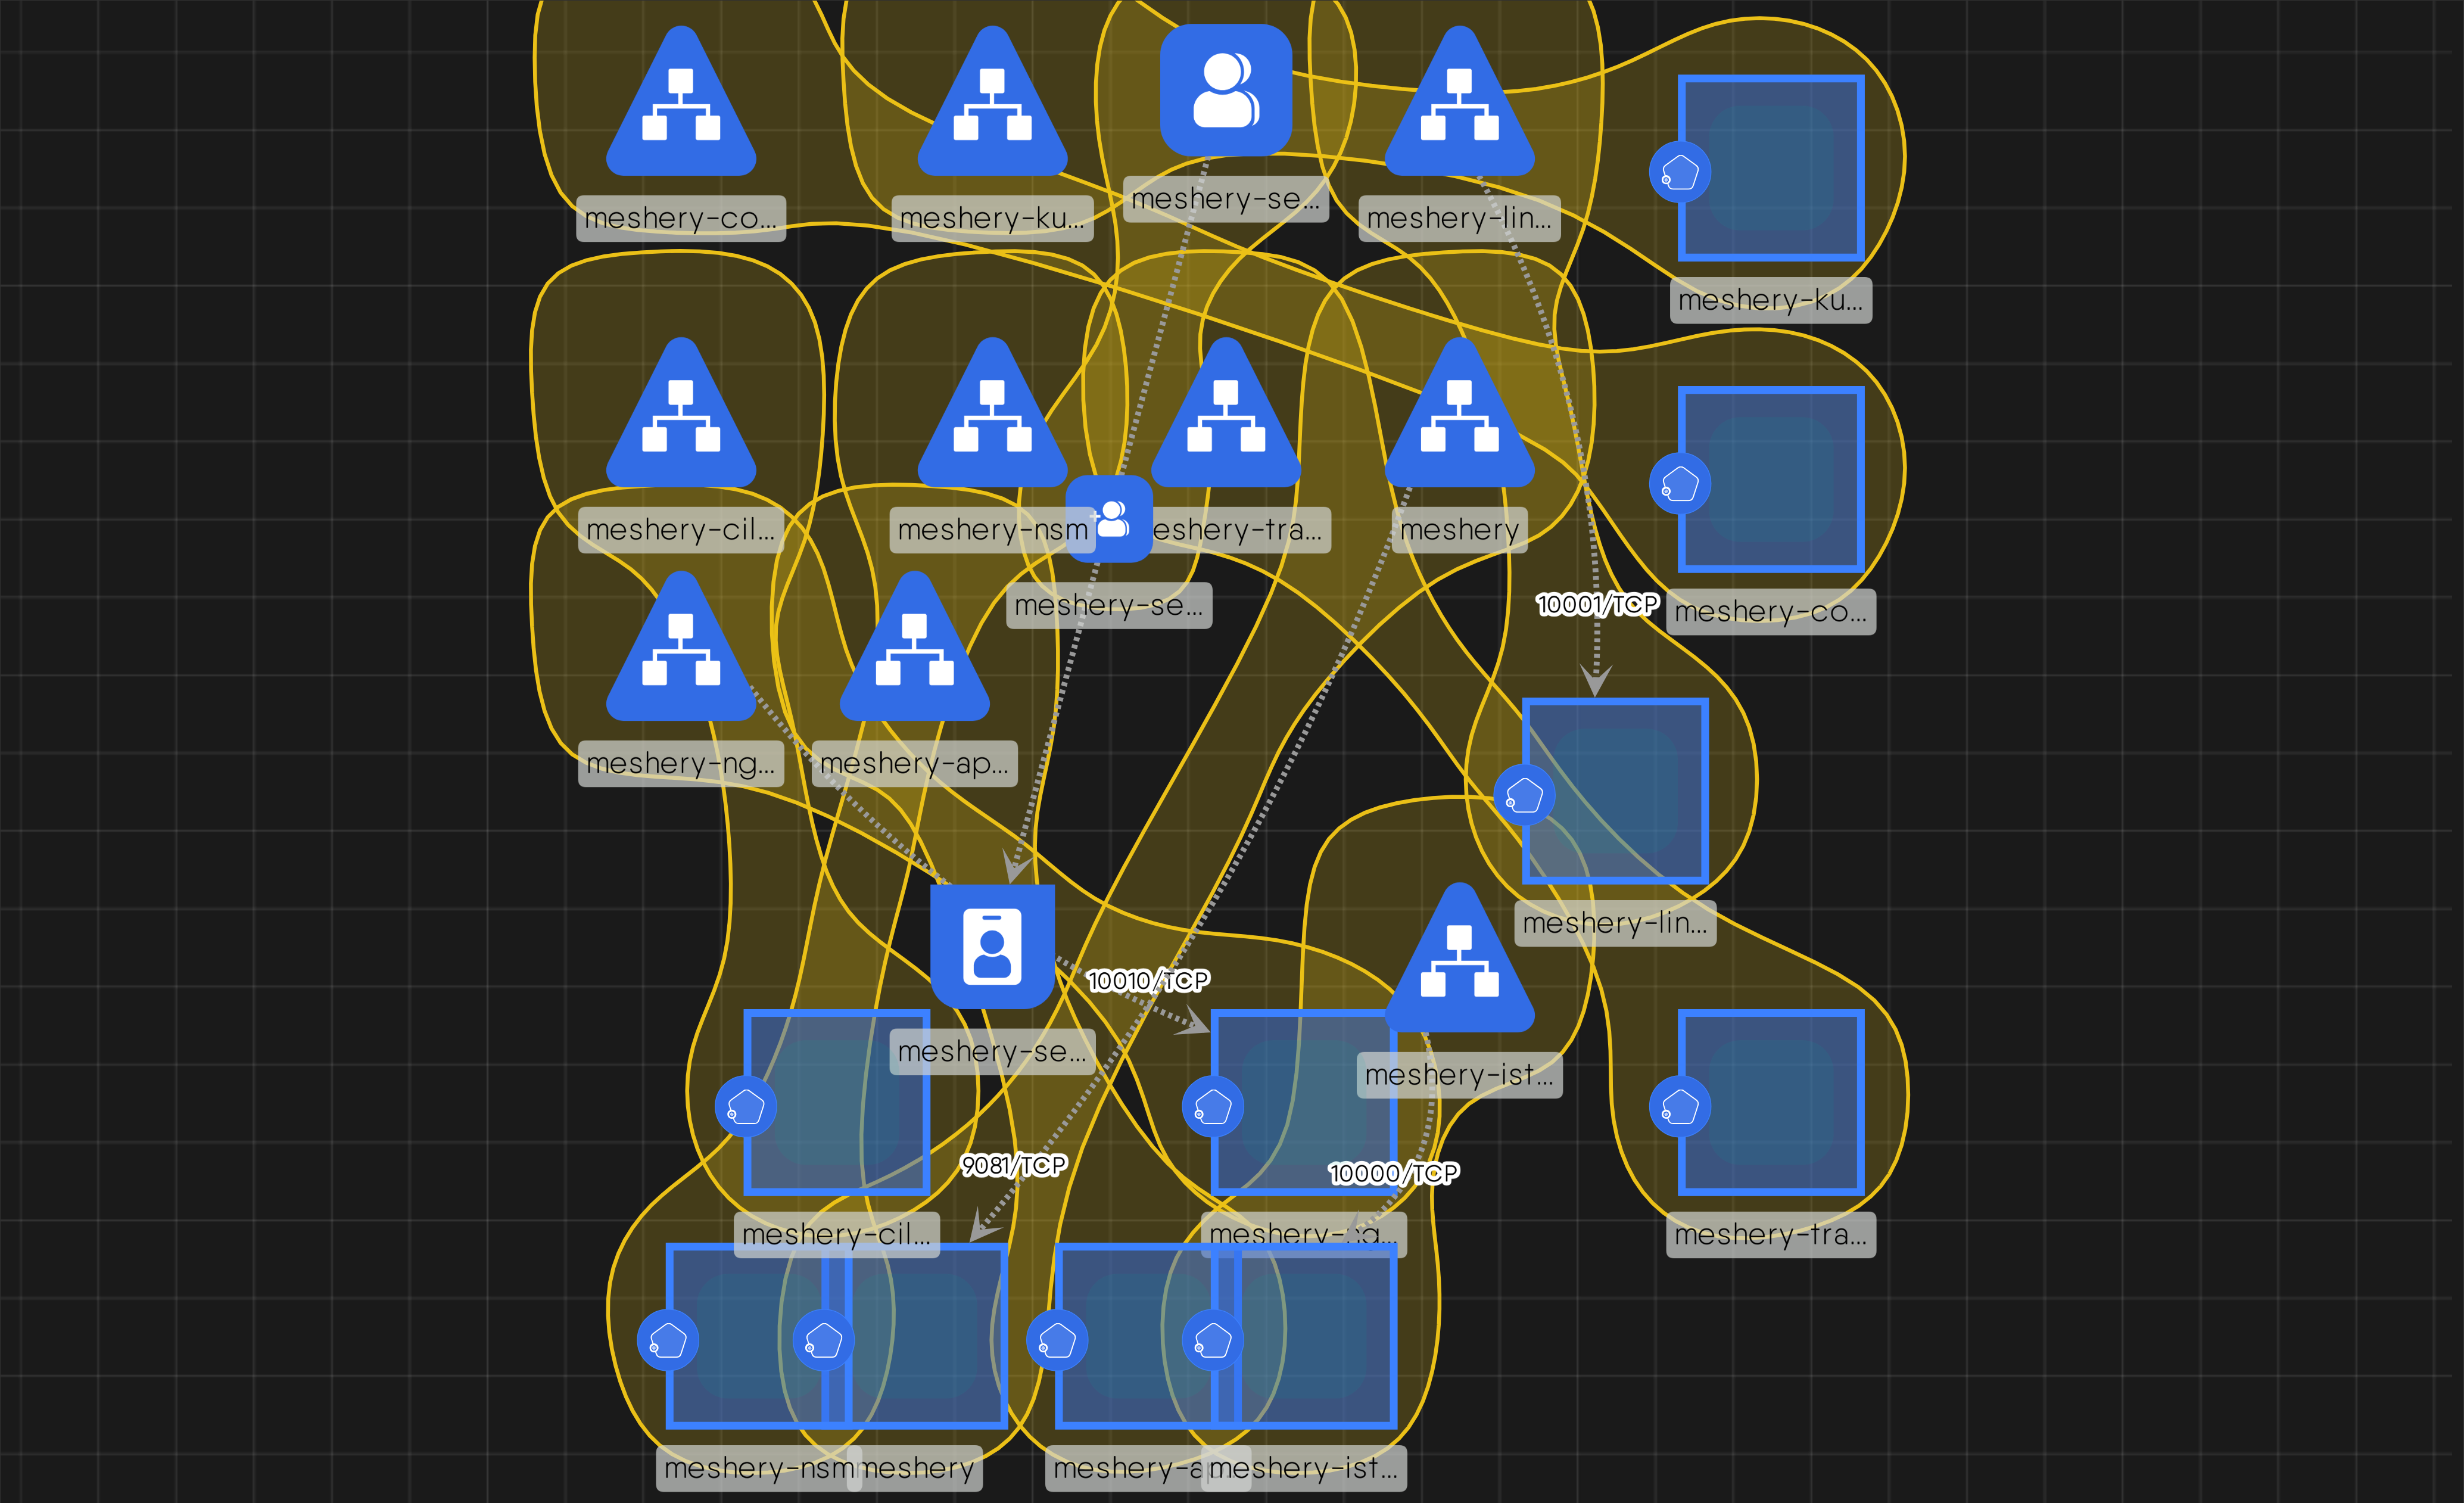 meshery-co...
meshery-ku...
meshery-se...
meshery-lin...
meshery-ku...
meshery-cil...
meshery-nsm
eshery-tra...
meshery
meshery-se...
10001/TCP
meshery-co...
meshery-ng...
meshery-ap...
meshery-lin...
10010/TCP
meshery-se...
meshery-ist...
9081/TCP
10000/TCP
meshery-cil...
meshery-tra...
meshery-nsm
meshery
meshery-ist...